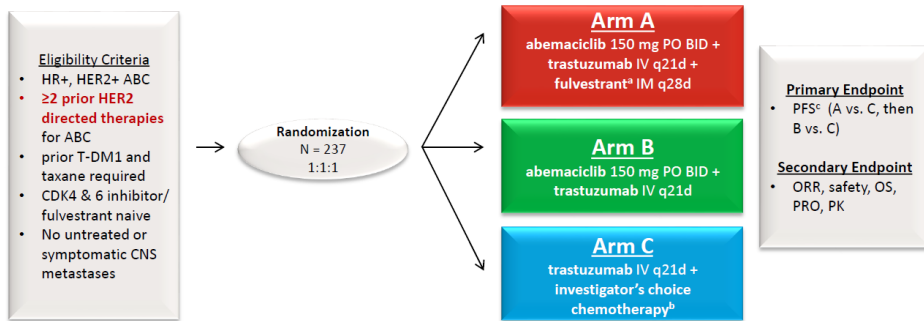 Eligibility Criteria
• HR+, HER2+ ABC
• ≥2 prior HER2
directed therapies
for ABC
• prior T-DM1 and
taxane required
• CDK4 & 6 inhibitor/
fulvestrant naive
• No untreated or
symptomatic CNS
metastases
Randomization
N = 237
1:1:1
Arm A
abemaciclib 150 mg PO BID +
trastuzumab IV q21d +
fulvestrantᵃ IM q28d
Arm B
abemaciclib 150 mg PO BID +
trastuzumab IV q21d
Arm C
trastuzumab IV q21d +
investigator's choice
chemotherapyᵇ
Primary Endpoint
• PFSᶜ (A vs. C, then
B vs. C)
Secondary Endpoint
• ORR, safety, OS,
PRO, PK